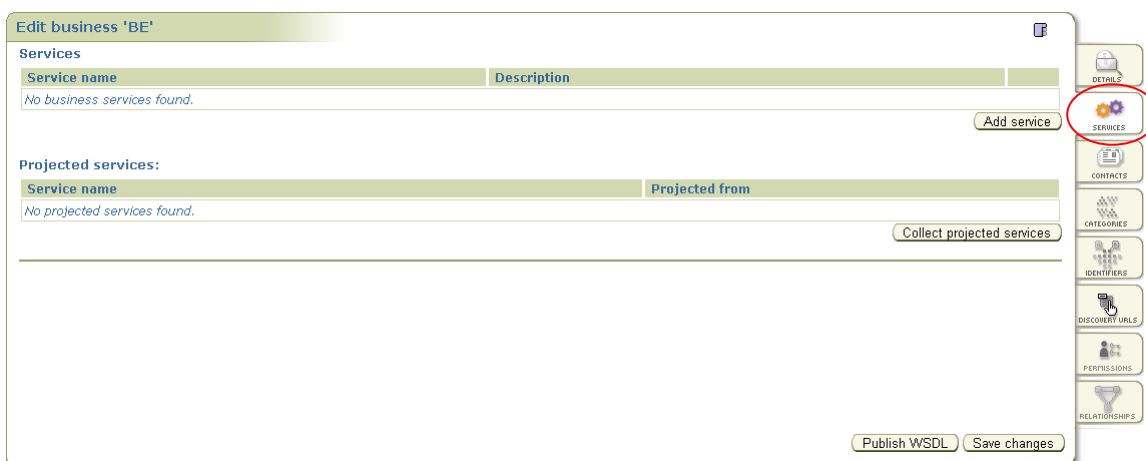 Edit business 'BE'
Services
Service name Description
No business services found.
Add service
Projected services:
Service name Projected from
No projected services found.
Collect projected services
Publish WSDL Save changes
DETAILS
SERVICES
CONTACTS
CATEGORIES
IDENTIFIERS
DISCOVERY URLS
PERMISSIONS
RELATIONSHIPS